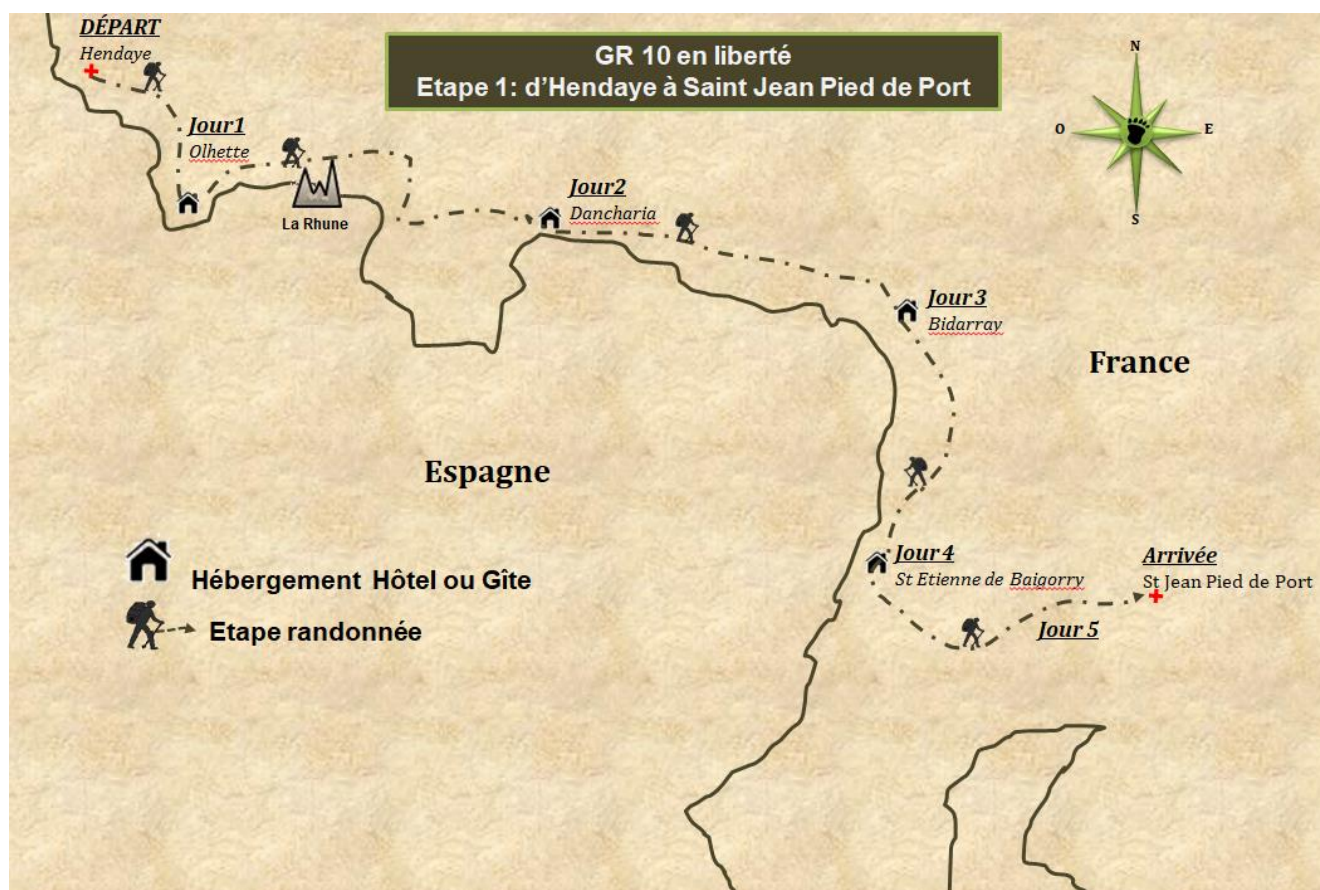 GR 10 en liberté
Etape 1: d'Hendaye à Saint Jean Pied de Port
DÉPART
Hendaye
N
O
E
S
Jour1
Olhette
La Rhune
Jour2
Dancharia
Jour 3
Bidarray
France
Espagne
Jour 4
St Etienne de Baigorry
Arrivée
St Jean Pied de Port
Jour 5
Hébergement Hôtel ou Gîte
Etape randonnée